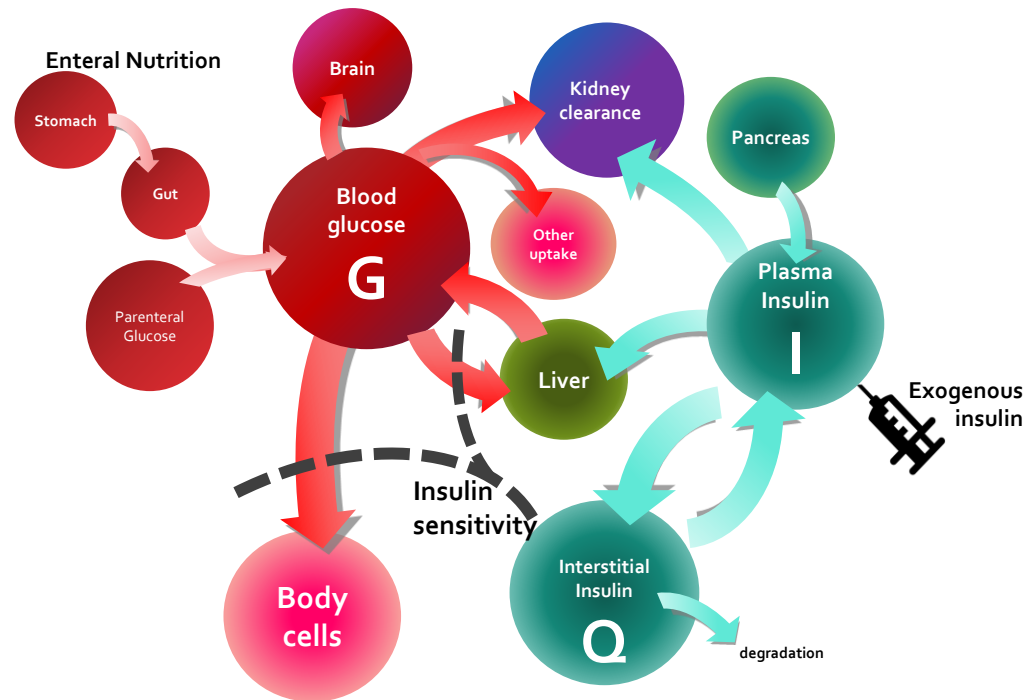 Enteral Nutrition
Stomach
Gut
Parenteral
Glucose
Brain
Blood
glucose
G
Kidney
clearance
Other
uptake
Pancreas
Plasma
Insulin
I
Liver
Exogenous
insulin
Insulin
sensitivity
Body
cells
Interstitial
Insulin
Q
degradation